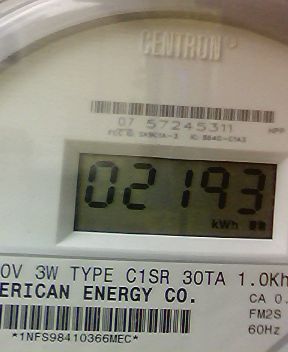 CENTRON®
07 57245311
HPP
02193
kWh
0V 3W TYPE C1SR 30TA 1.0Kh
ERICAN ENERGY CO.
CA 0.
FM2S
60Hz
*1NFS98410366MEC*